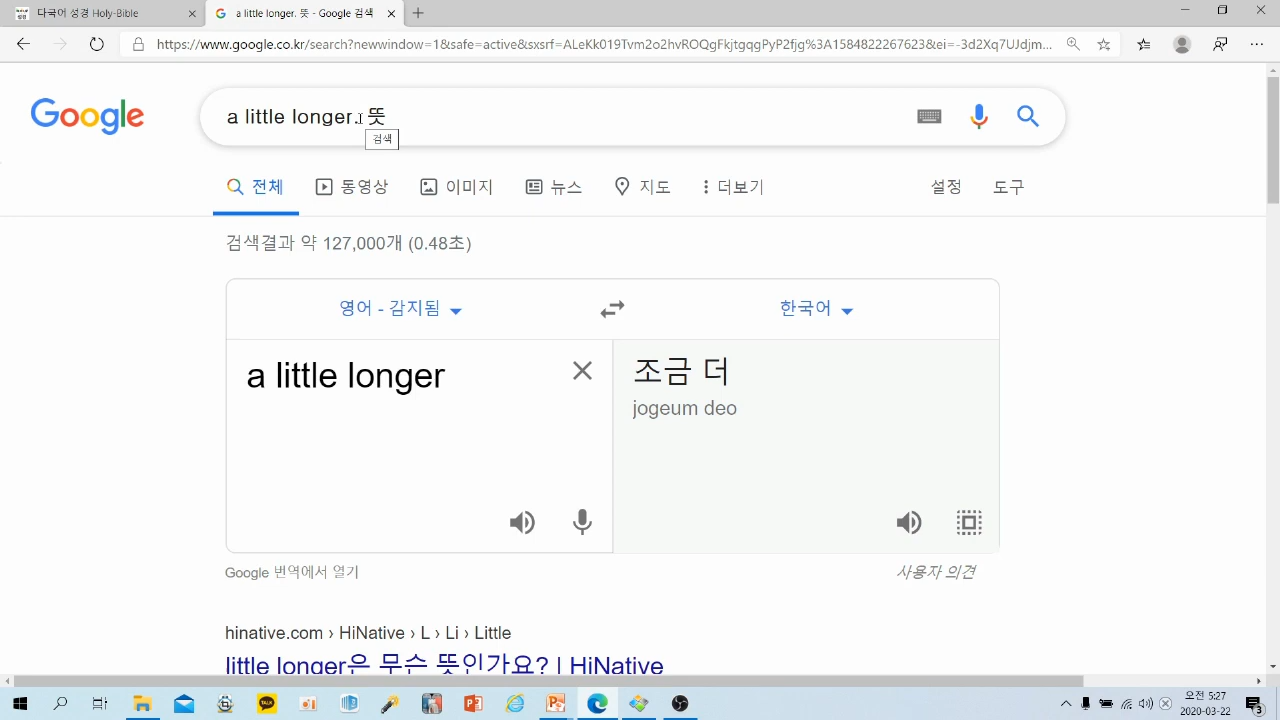 다국어 성경 Holy-Bible
a little longer. 뜻 - Google 검색
https://www.google.co.kr/search?newwindow=1&safe=active&sxsrf=ALeKk019Tvm2o2hvROQgFkjtgqgPyP2fjg%3A1584822267623&ei=-3d2Xq7UJdjm...
Google
a little longer. 뜻
검색
전체 동영상 이미지 뉴스 지도 더보기 설정 도구
검색결과 약 127,000개 (0.48초)
영어 - 감지됨 한국어
a little longer
조금 더
jogeum deo
Google 번역에서 열기 사용자 의견
hinative.com › HiNative › L › Li › Little
little longer은 무슨 뜻인가요? | HiNative
오전 5:27
2020-03-22